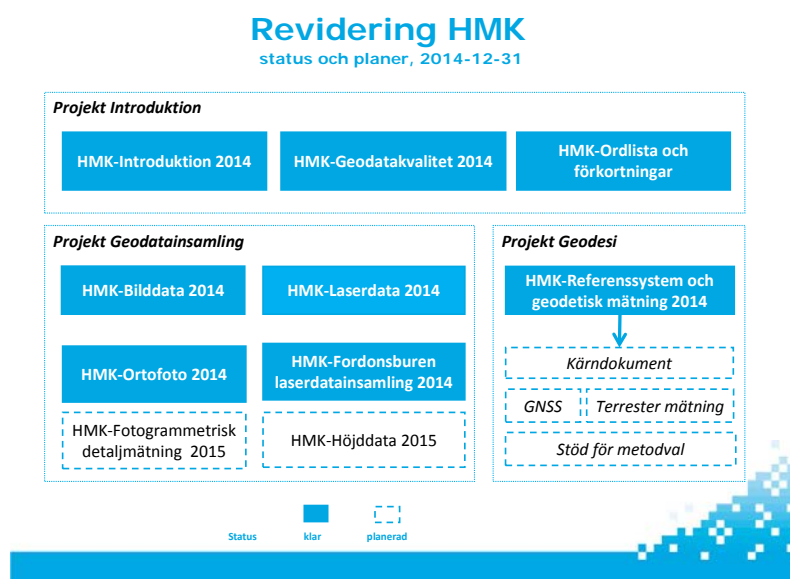 Revidering HMK
status och planer, 2014-12-31
Projekt Introduktion
HMK-Introduktion 2014
HMK-Geodatakvalitet 2014
HMK-Ordlista och
förkortningar
Projekt Geodatainsamling
HMK-Bilddata 2014
HMK-Laserdata 2014
HMK-Ortofoto 2014
HMK-Fordonsburen
laserdatainsamling 2014
HMK-Fotogrammetrisk
detaljmätning 2015
HMK-Höjddata 2015
Projekt Geodesi
HMK-Referenssystem och
geodetisk mätning 2014
Kärndokument
GNSS
Terrester mätning
Stöd för metodval
Status
klar
planerad